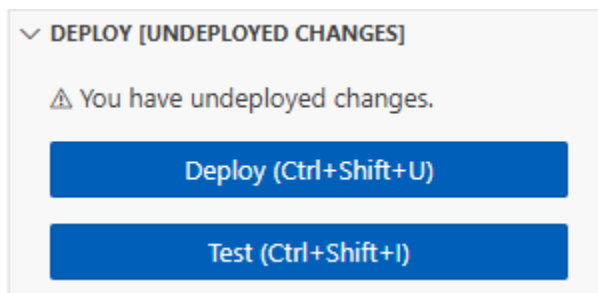 DEPLOY [UNDEPLOYED CHANGES]
You have undeployed changes.
Deploy (Ctrl+Shift+U)
Test (Ctrl+Shift+I)